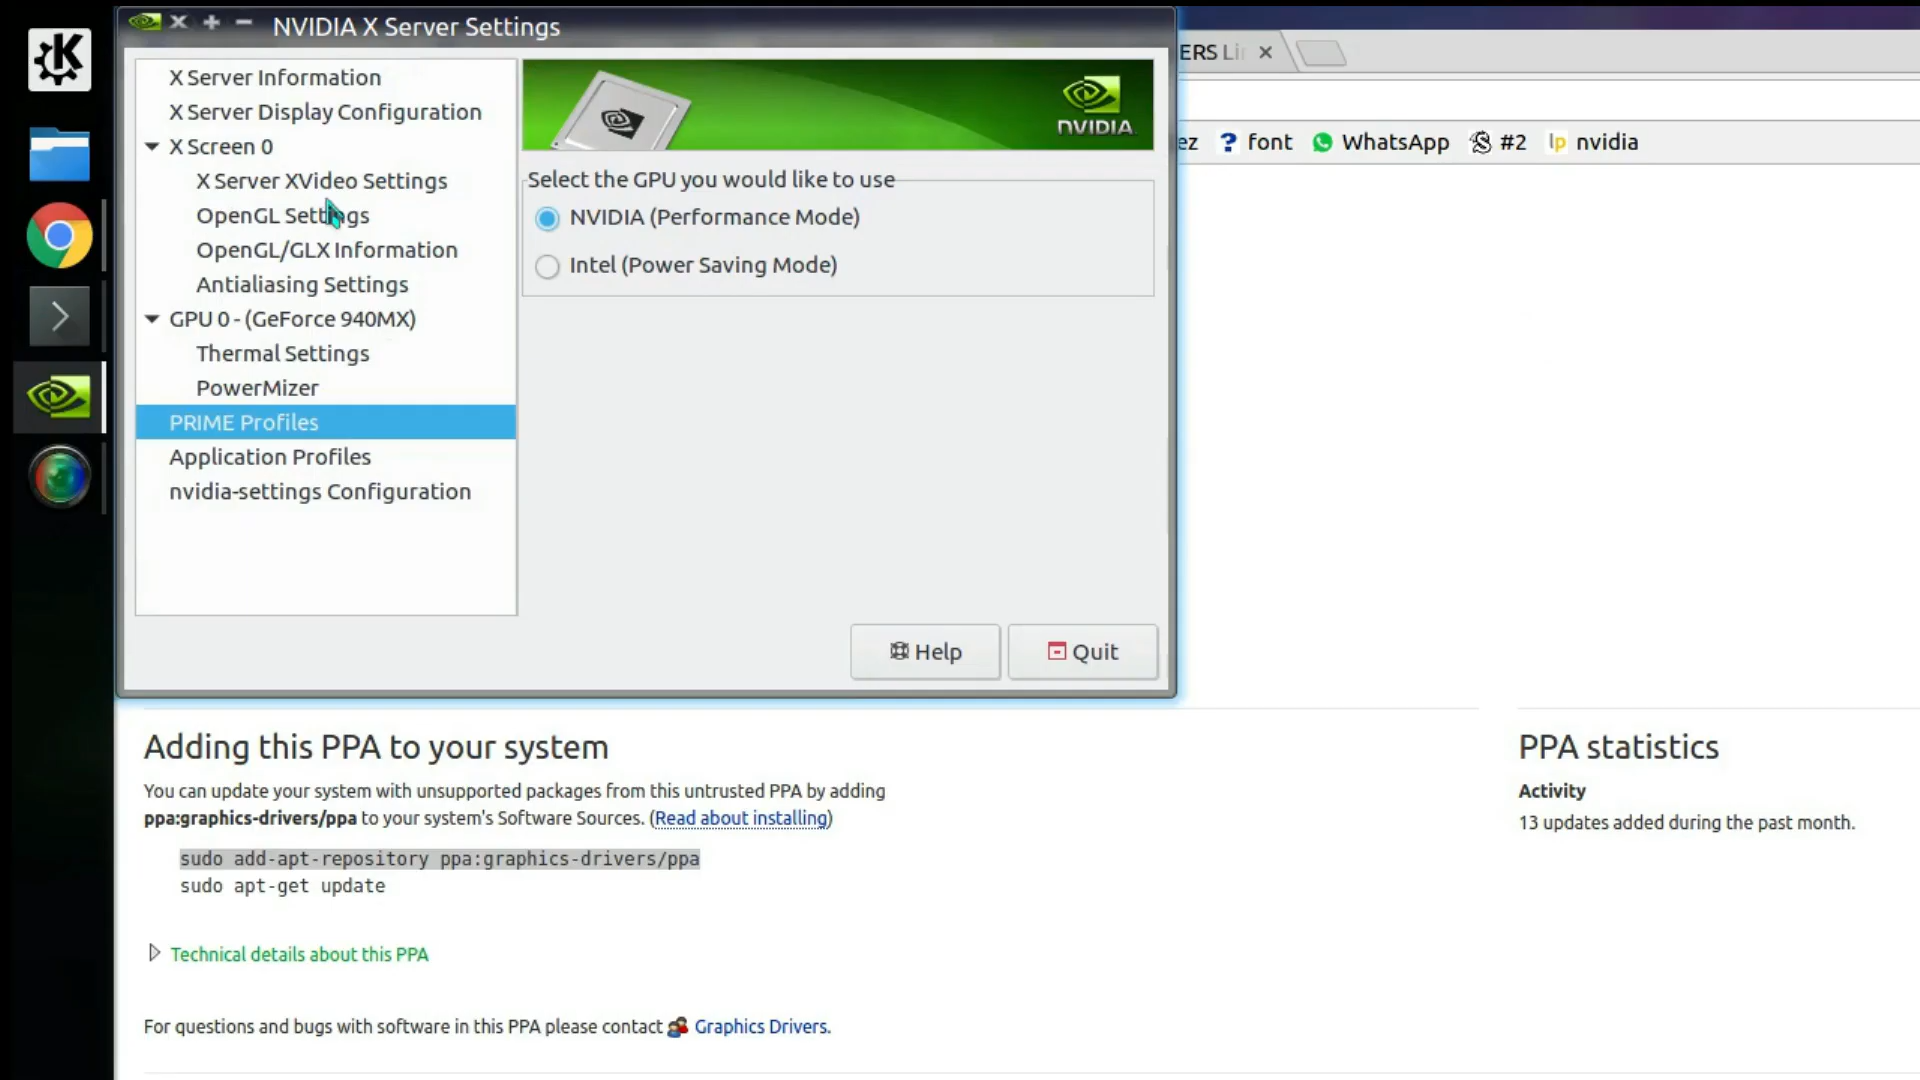 NVIDIA X Server Settings
X Server Information
X Server Display Configuration
X Screen 0
X Server XVideo Settings
OpenGL Settings
OpenGL/GLX Information
Antialiasing Settings
GPU 0 - (GeForce 940MX)
Thermal Settings
PowerMizer
PRIME Profiles
Application Profiles
nvidia-settings Configuration
NVIDIA
Select the GPU you would like to use
NVIDIA (Performance Mode)
Intel (Power Saving Mode)
Help
Quit
ERS Li
ez ? font WhatsApp #2 lp nvidia
Adding this PPA to your system
You can update your system with unsupported packages from this untrusted PPA by adding
ppa:graphics-drivers/ppa to your system's Software Sources. (Read about installing)
sudo add-apt-repository ppa:graphics-drivers/ppa
sudo apt-get update
Technical details about this PPA
For questions and bugs with software in this PPA please contact Graphics Drivers.
PPA statistics
Activity
13 updates added during the past month.